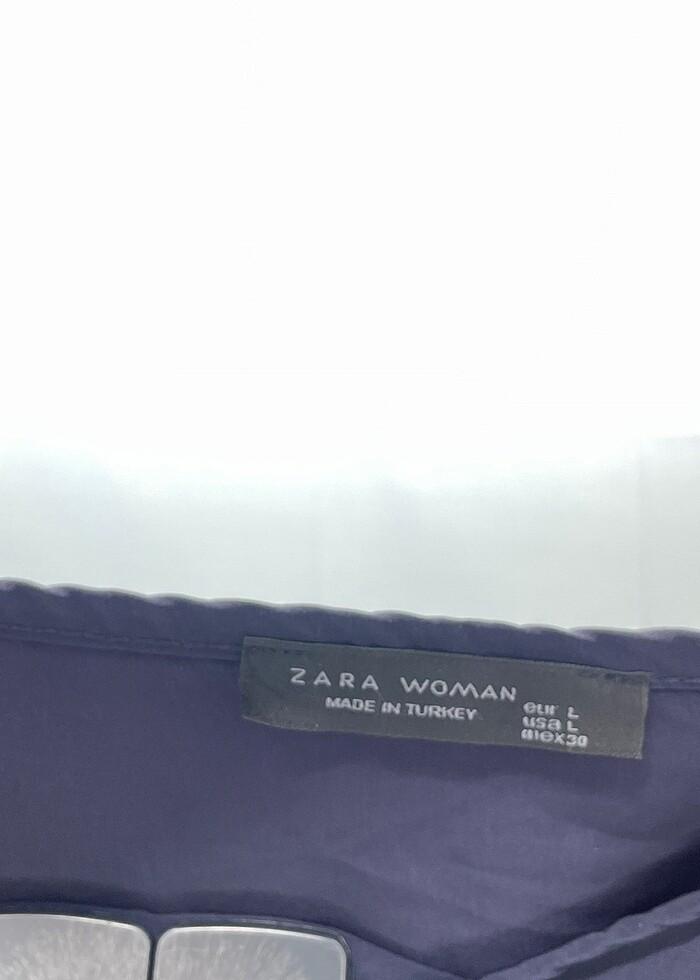 ZARA WOMAN
MADE IN TURKEY
eur L
usa L
mex 30